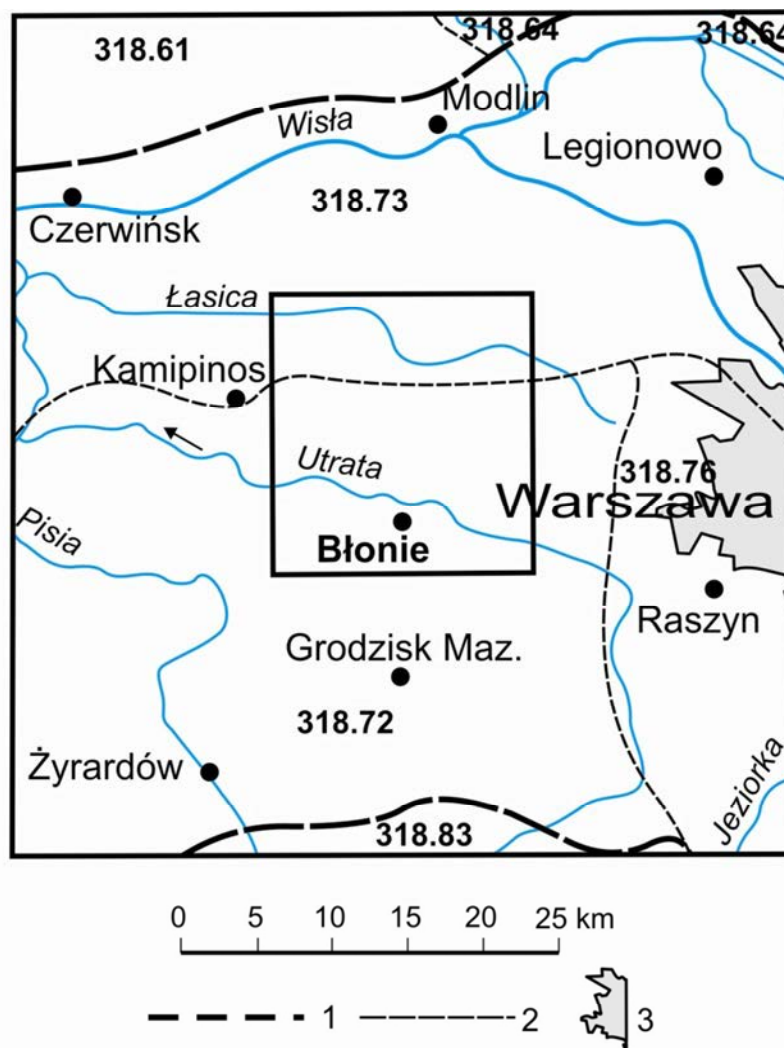 318.61
318.64
318.64
Modlin
Wisła
Legionowo
318.73
Czerwińsk
Łasica
Kamipinos
Utrata
318.76
Warszawa
Pisia
Błonie
Raszyn
Grodzisk Maz.
318.72
Żyrardów
Jeziorka
318.83
0 5 10 15 20 25 km
1 2 3